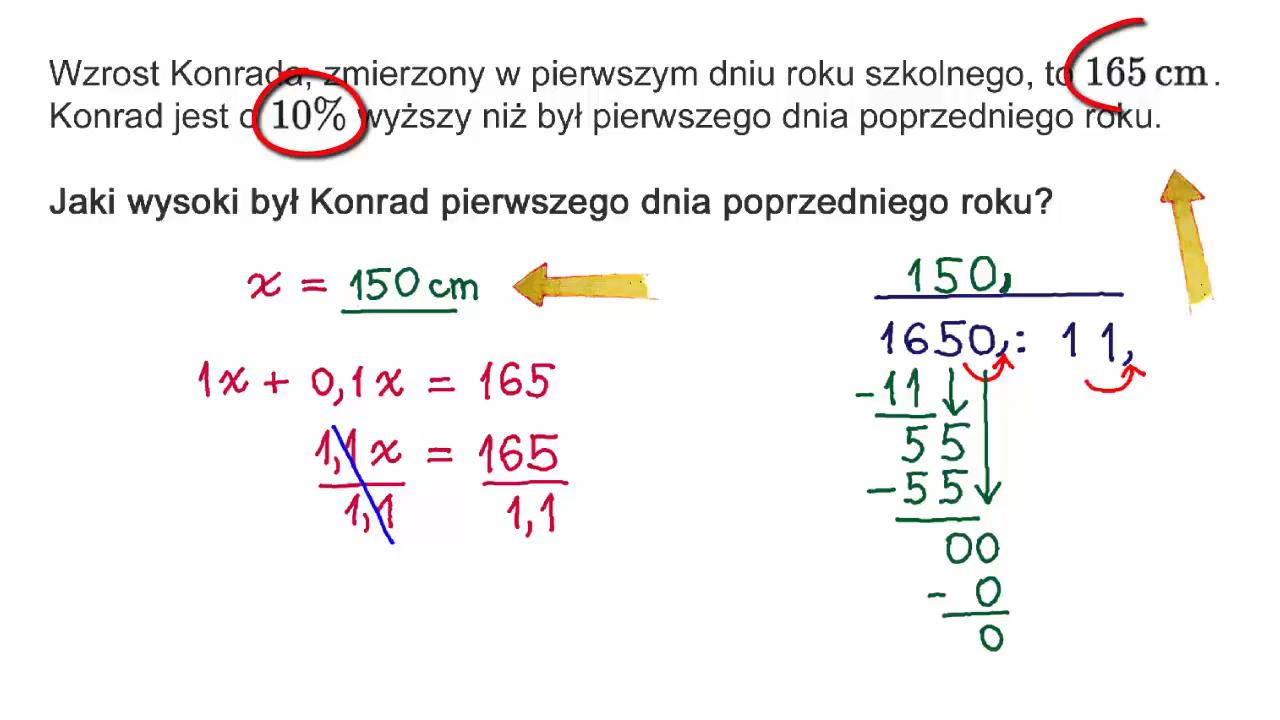 Wzrost Konrada, zmierzony w pierwszym dniu roku szkolnego, to 165 cm.
Konrad jest o 10% wyższy niż był pierwszego dnia poprzedniego roku.
Jaki wysoki był Konrad pierwszego dnia poprzedniego roku?
x = 150 cm
1x + 0,1x = 165
1,1x = 165
1,1 1,1
150,
1650,: 11,
-11
55
-55
00
- 0
0